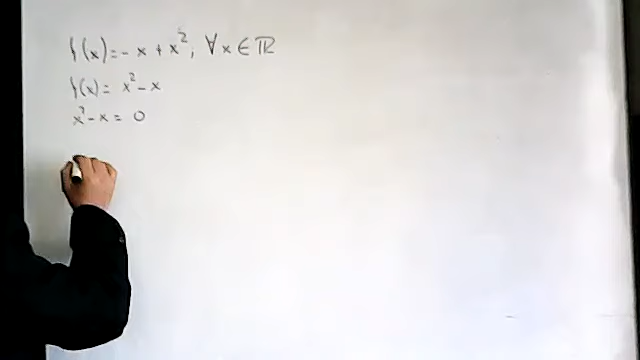 f(x)=-x+x², ∀x∈ℝ
f(x)=x²-x
x²-x=0